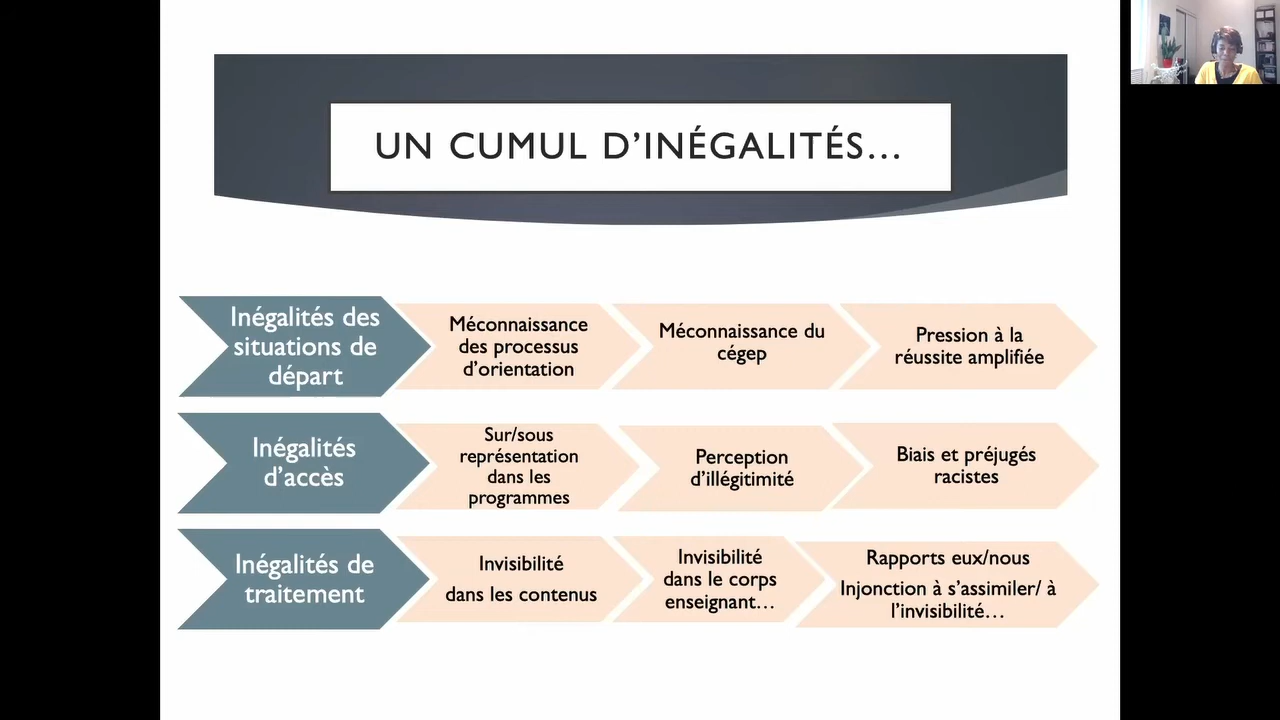 UN CUMUL D’INÉGALITÉS…
Inégalités des
situations de
départ
Méconnaissance
des processus
d’orientation
Méconnaissance du
cégep
Pression à la
réussite amplifiée
Inégalités
d’accès
Sur/sous
représentation
dans les
programmes
Perception
d’illégitimité
Biais et préjugés
racistes
Inégalités de
traitement
Invisibilité
dans les contenus
Invisibilité
dans le corps
enseignant…
Rapports eux/nous
Injonction à s’assimiler/ à
l’invisibilité…